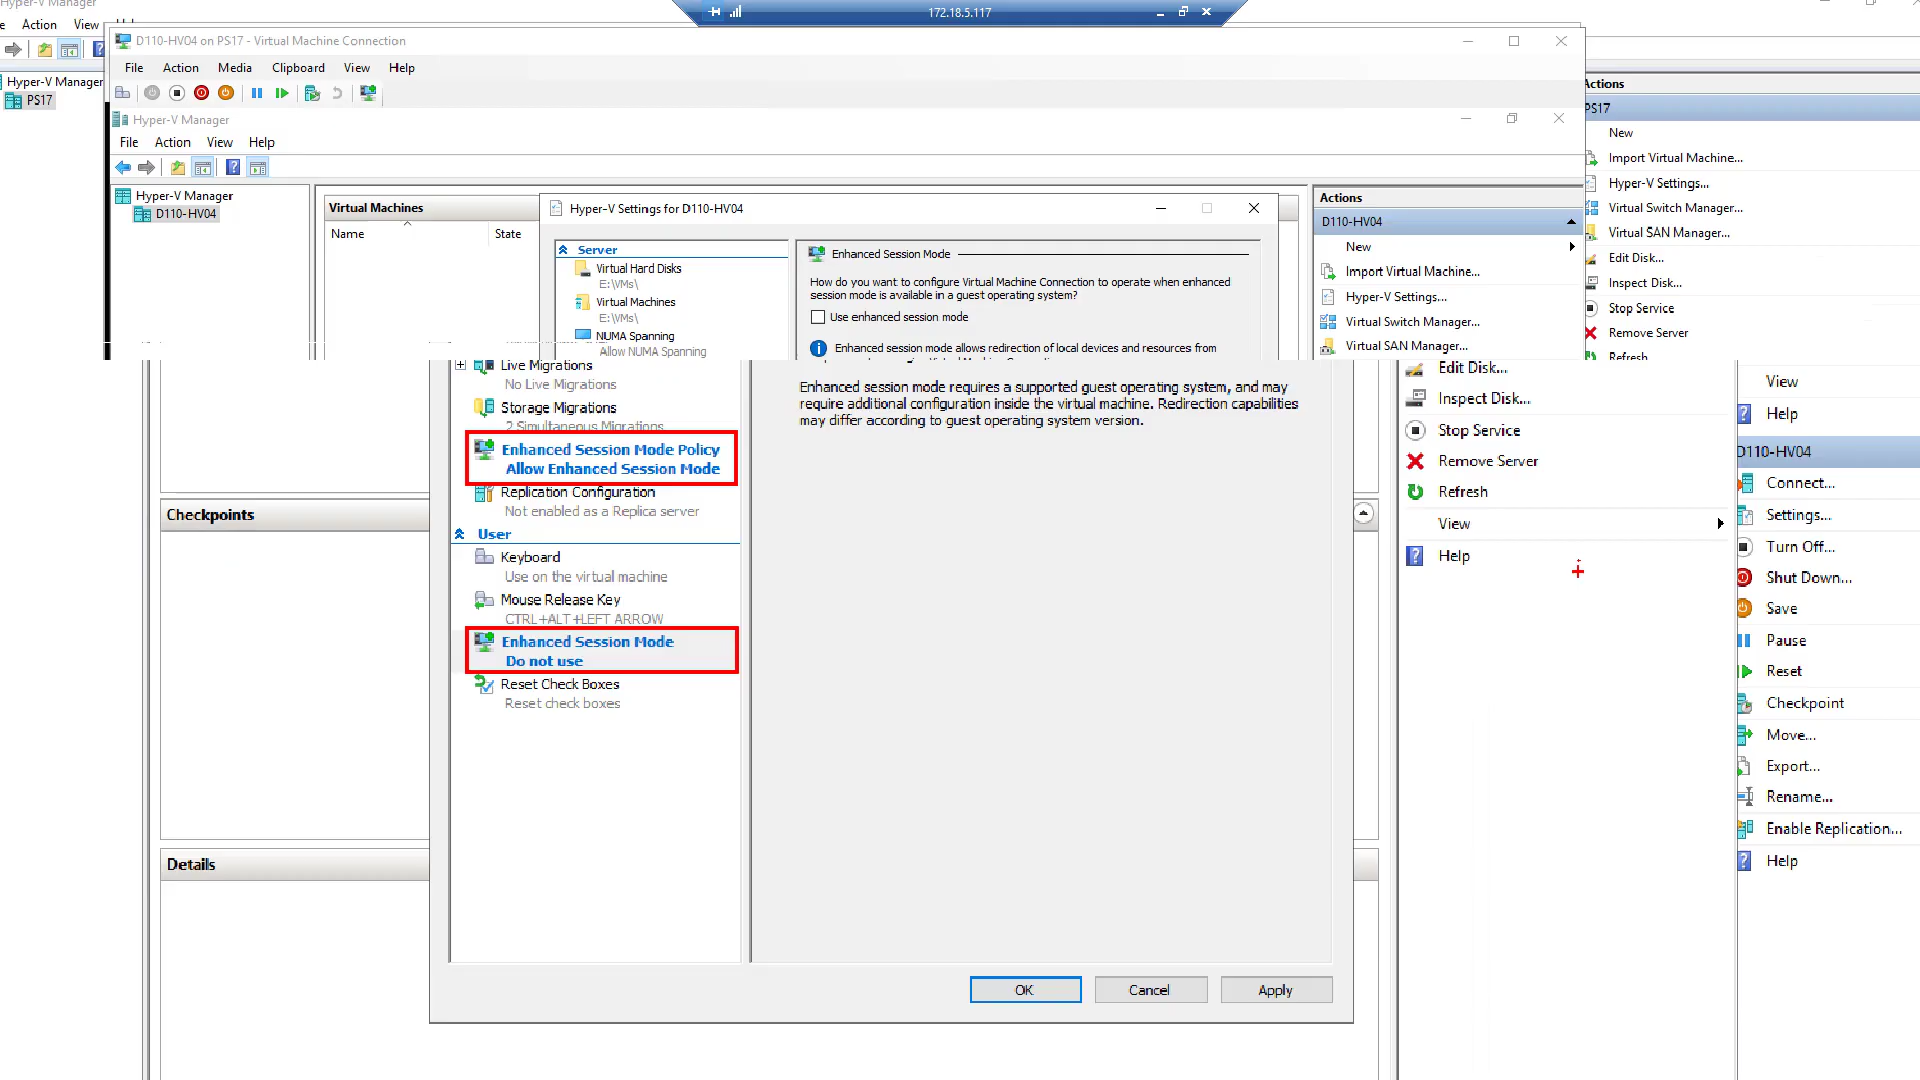 Hyper-V Manager
172.18.5.117
Action View
D110-HV04 on PS17 - Virtual Machine Connection
File Action Media Clipboard View Help
Hyper-V Manager
PS17
Hyper-V Manager
File Action View Help
Hyper-V Manager
D110-HV04
Virtual Machines
Name State
Hyper-V Settings for D110-HV04
Server
Virtual Hard Disks
E:\VMs\
Virtual Machines
E:\VMs\
NUMA Spanning
Allow NUMA Spanning
Enhanced Session Mode
How do you want to configure Virtual Machine Connection to operate when enhanced
session mode is available in a guest operating system?
Use enhanced session mode
Enhanced session mode allows redirection of local devices and resources from
Actions
D110-HV04
New
Import Virtual Machine...
Hyper-V Settings...
Virtual Switch Manager...
Virtual SAN Manager...
Actions
PS17
New
Import Virtual Machine...
Hyper-V Settings...
Virtual Switch Manager...
Virtual SAN Manager...
Edit Disk...
Inspect Disk...
Stop Service
Remove Server
Refresh
Live Migrations
No Live Migrations
Storage Migrations
2 Simultaneous Migrations
Enhanced Session Mode Policy
Allow Enhanced Session Mode
Replication Configuration
Not enabled as a Replica server
User
Keyboard
Use on the virtual machine
Mouse Release Key
CTRL+ALT+LEFT ARROW
Enhanced Session Mode
Do not use
Reset Check Boxes
Reset check boxes
Enhanced session mode requires a supported guest operating system, and may
require additional configuration inside the virtual machine. Redirection capabilities
may differ according to guest operating system version.
Checkpoints
Details
OK Cancel Apply
Edit Disk...
Inspect Disk...
Stop Service
Remove Server
Refresh
View
Help
View
Help
D110-HV04
Connect...
Settings...
Turn Off...
Shut Down...
Save
Pause
Reset
Checkpoint
Move...
Export...
Rename...
Enable Replication...
Help